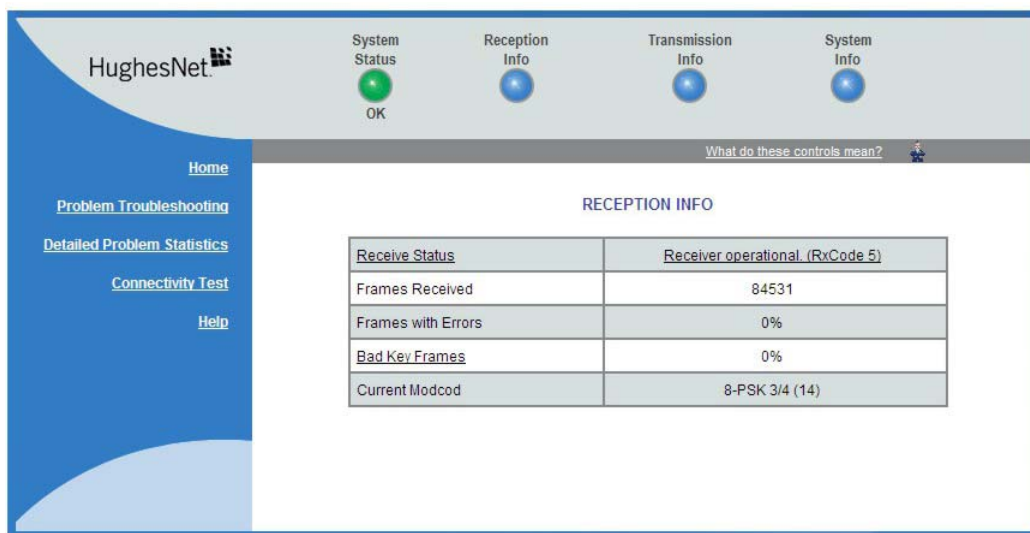 HughesNet.
System Status
OK
Reception Info
Transmission Info
System Info
What do these controls mean?
Home
Problem Troubleshooting
Detailed Problem Statistics
Connectivity Test
Help
RECEPTION INFO
Receive Status Receiver operational. (RxCode 5)
Frames Received 84531
Frames with Errors 0%
Bad Key Frames 0%
Current Modcod 8-PSK 3/4 (14)